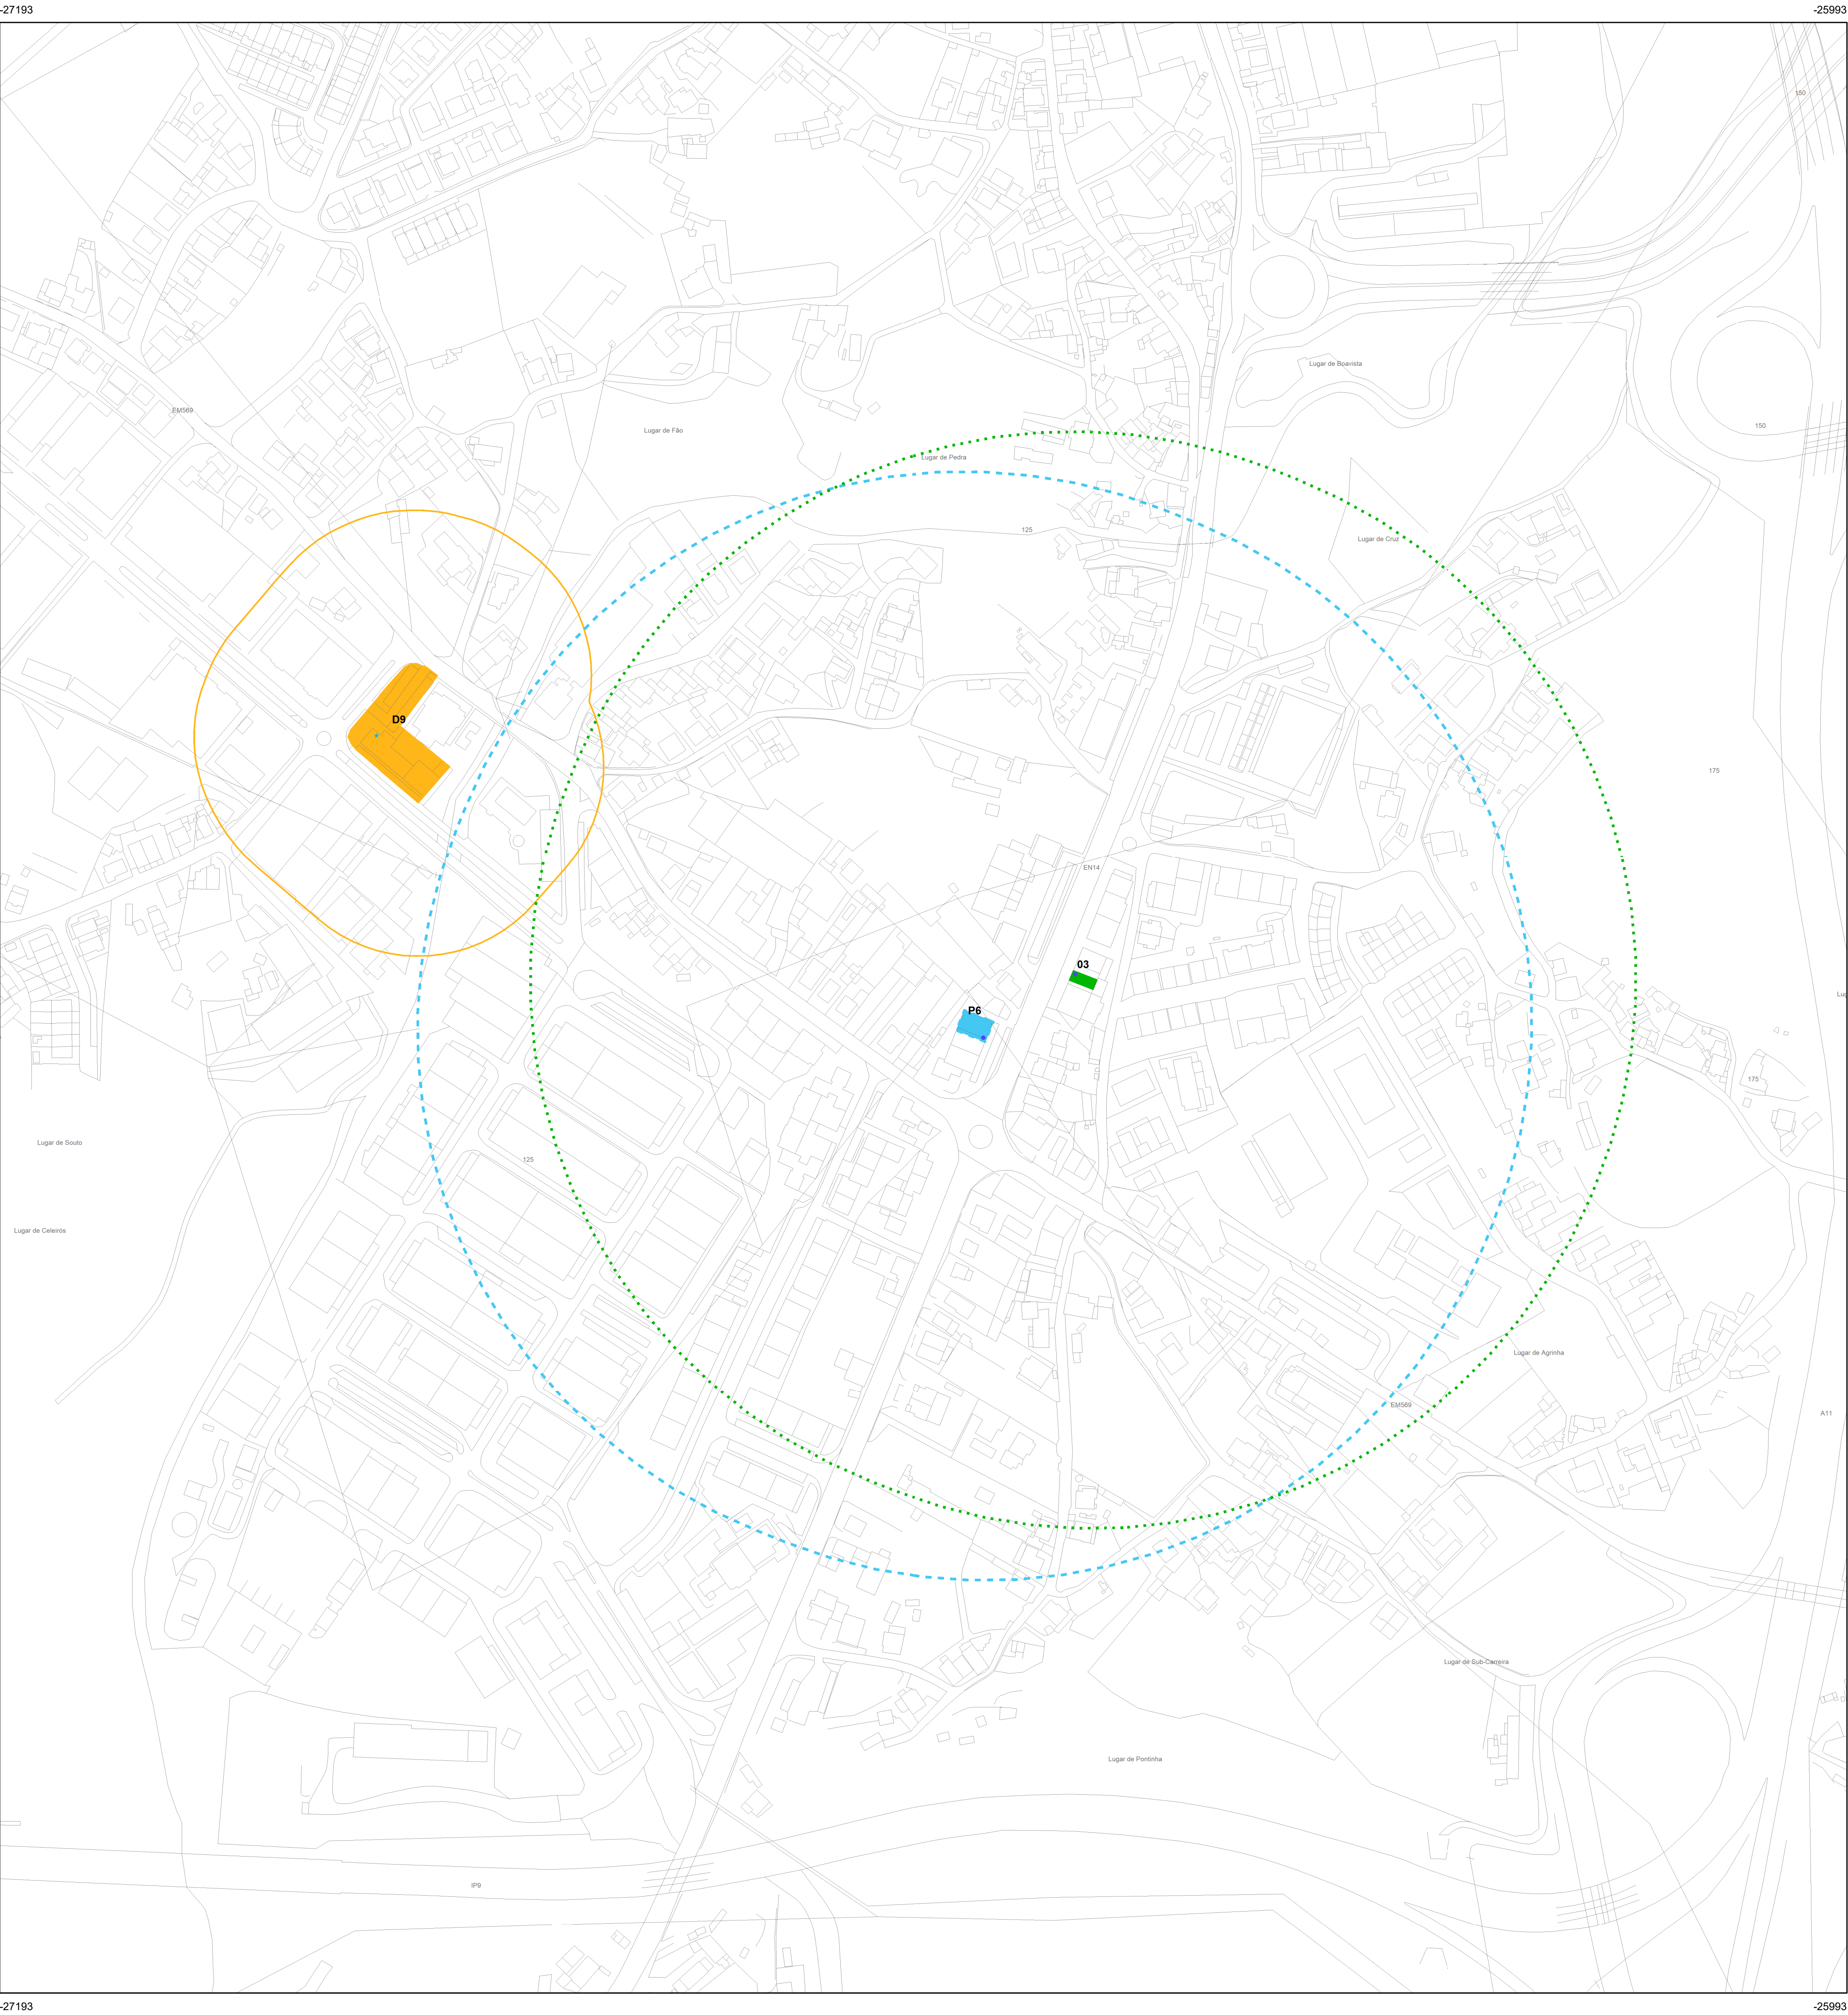 -27193
-25993
150
Lugar de Boavista
EM569
150
Lugar de Fão
Lugar de Pedra
125
Lugar de Cruz
D9
175
EN14
03
P6
175
Lugar de Souto
125
Lugar de Celeirós
Lugar de Agrinha
EM569
A11
Lugar de Sub-Carreira
Lugar de Pontinha
IP9
-27193
-25993